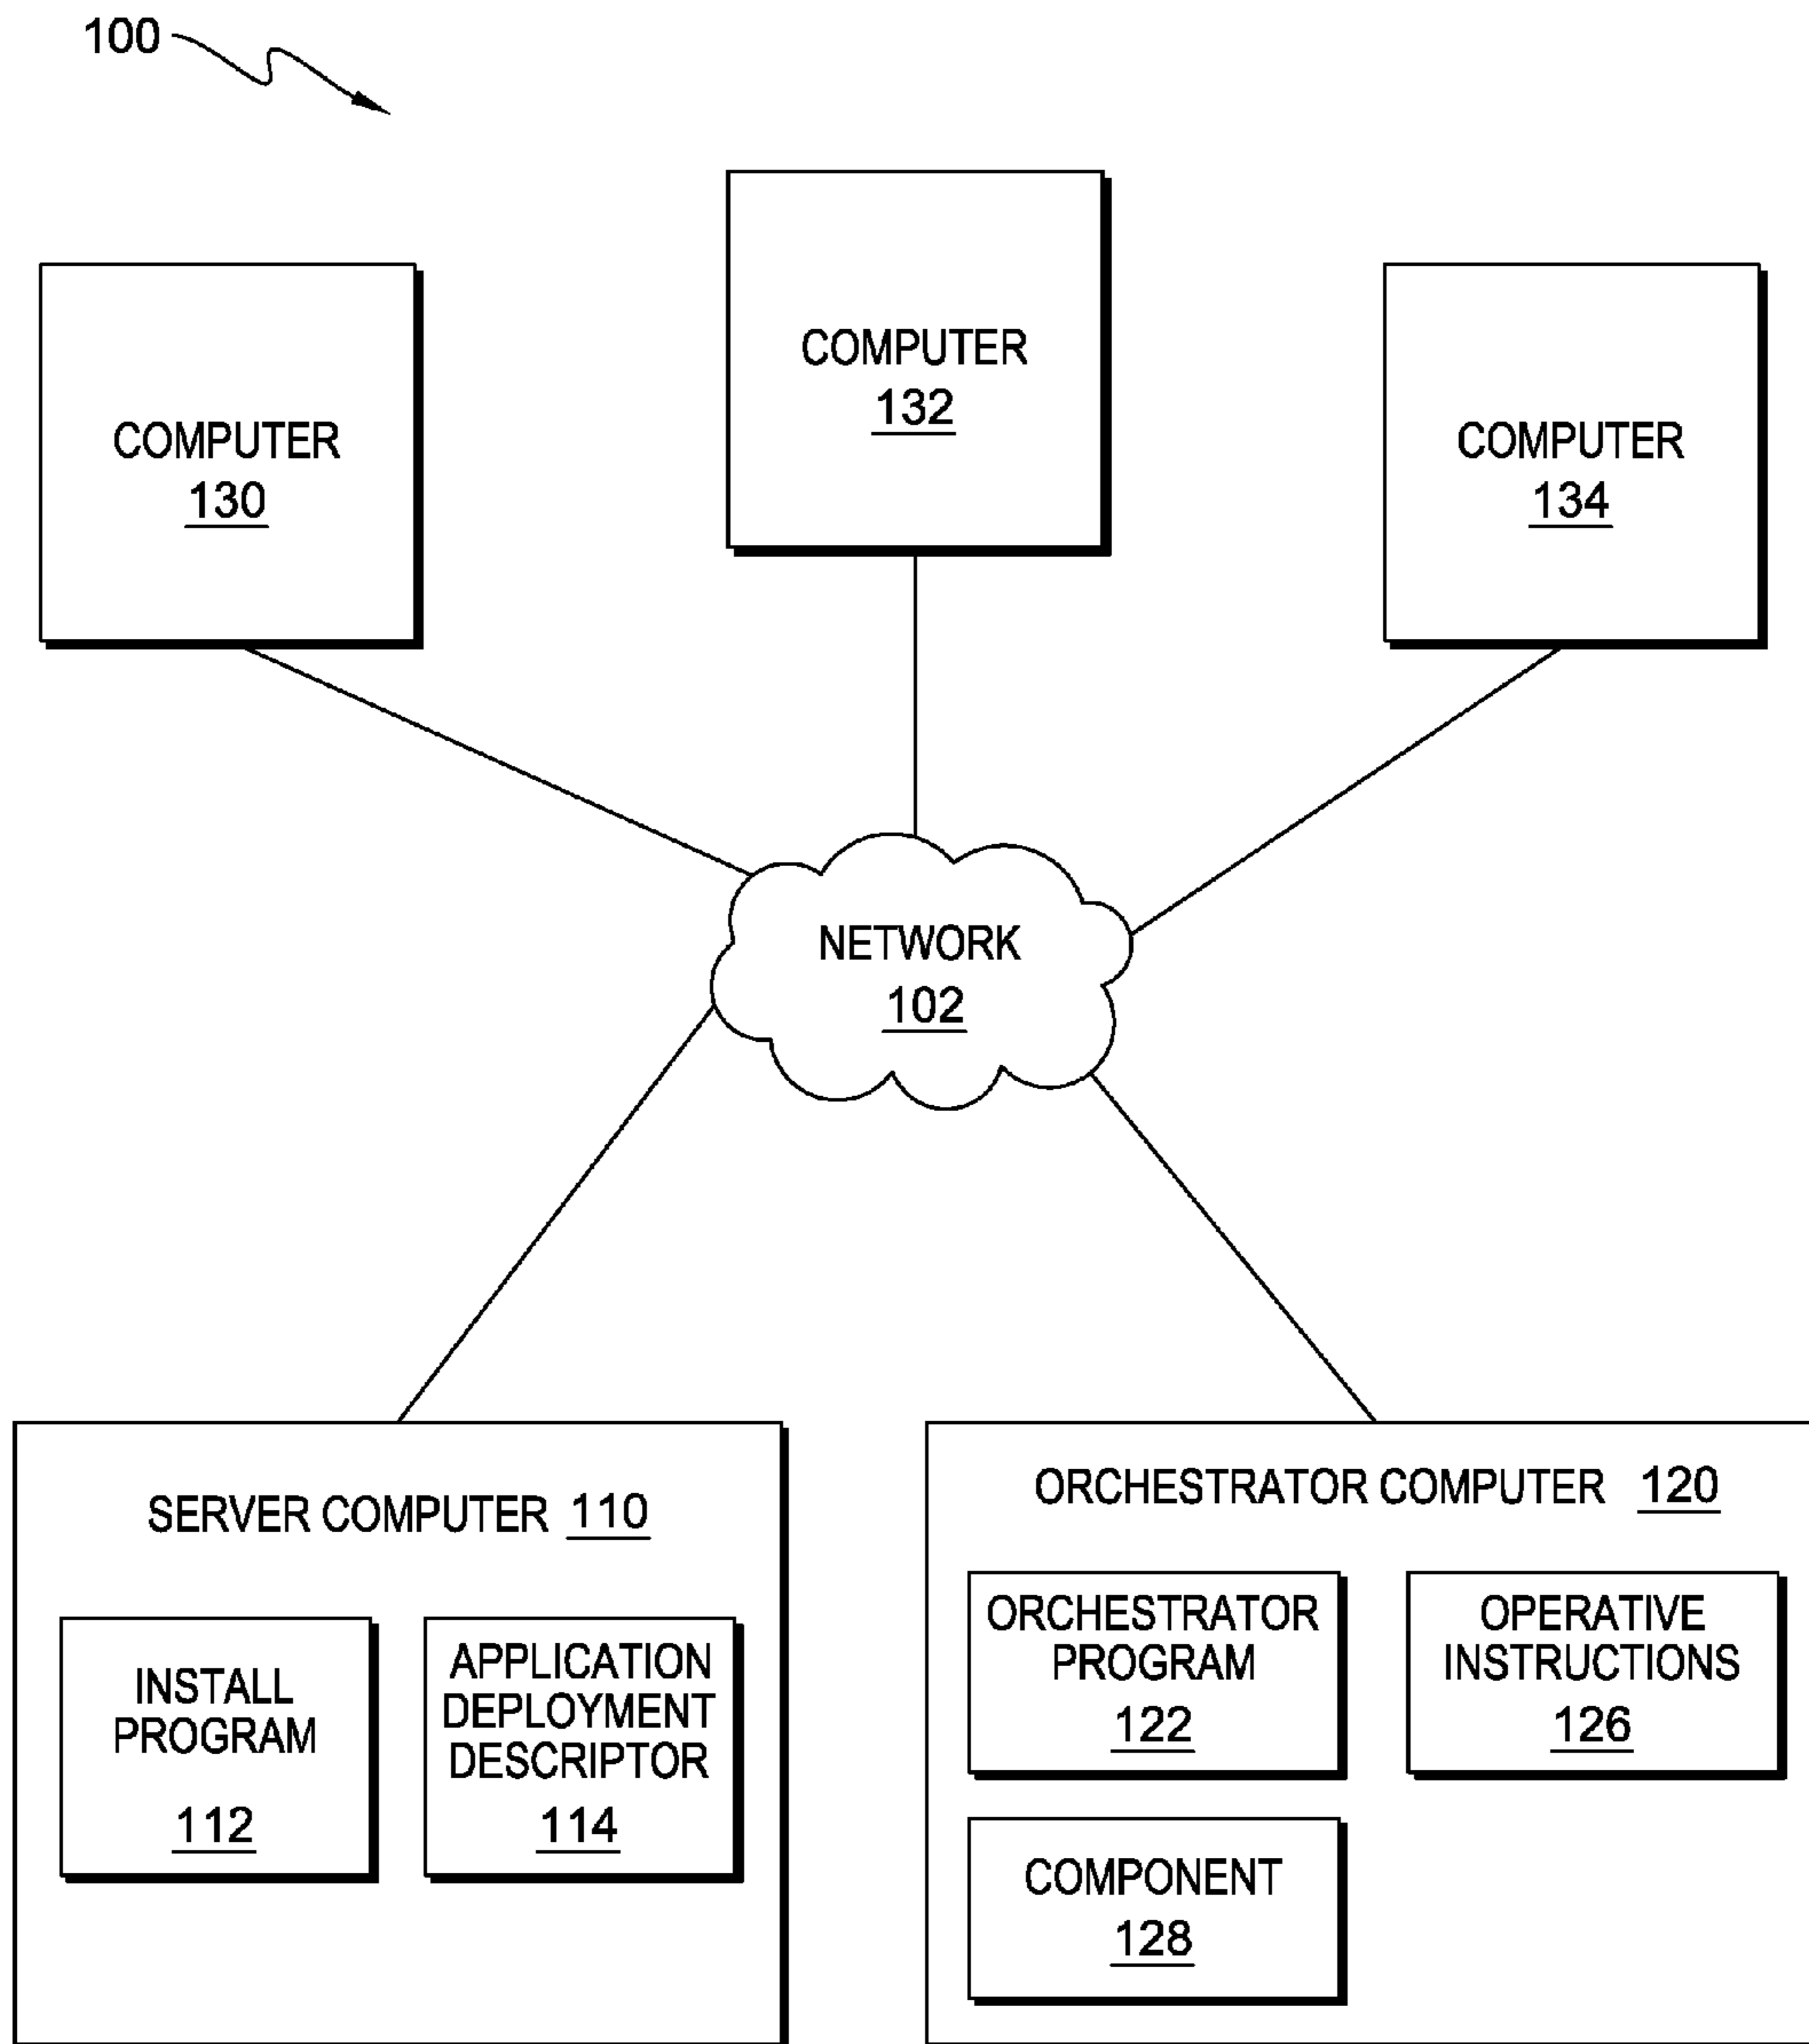 100
COMPUTER
132
COMPUTER
130
COMPUTER
134
NETWORK
102
SERVER COMPUTER 110
INSTALL
PROGRAM
112
APPLICATION
DEPLOYMENT
DESCRIPTOR
114
ORCHESTRATOR COMPUTER 120
ORCHESTRATOR
PROGRAM
122
OPERATIVE
INSTRUCTIONS
126
COMPONENT
128